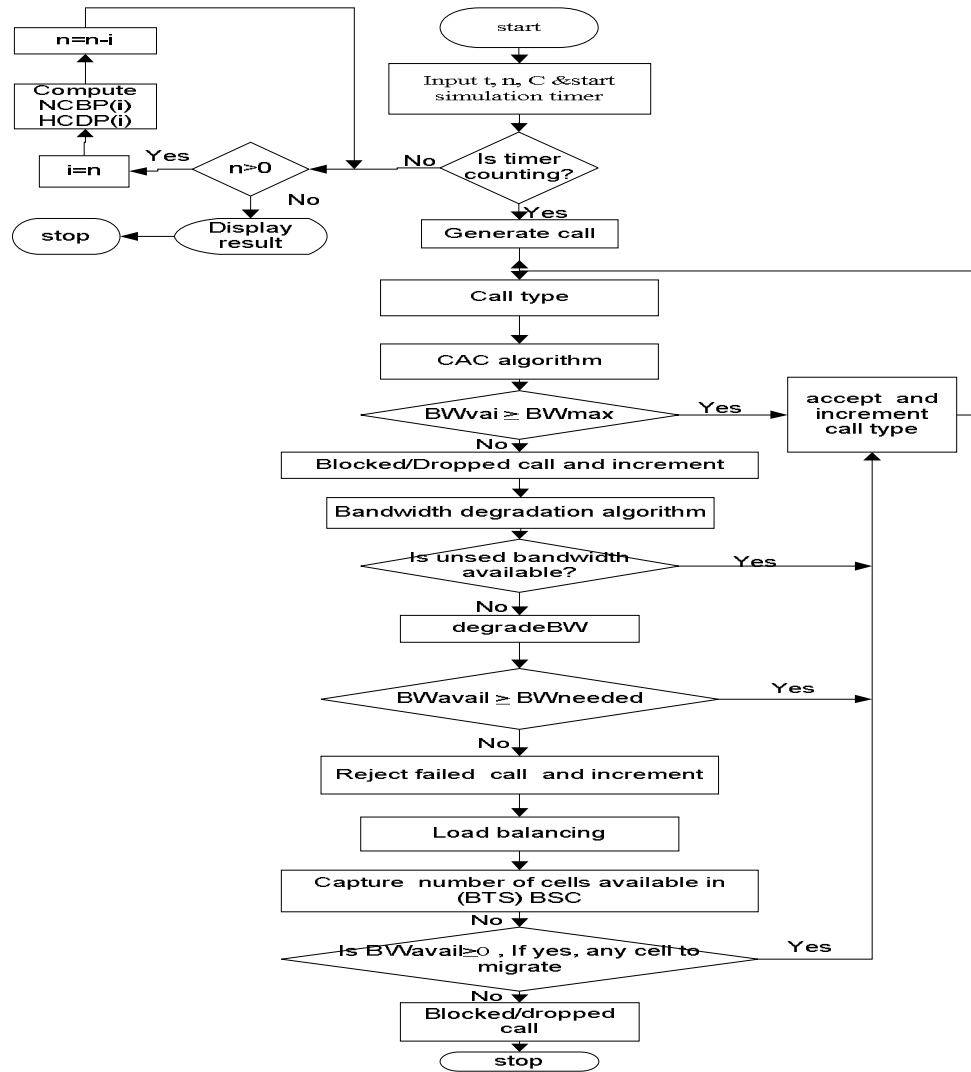 start
Input t, n, C &start
simulation timer
Is timer
counting?
No
Yes
n≥0
Yes
i=n
Compute
NCBP(i)
HCDP(i)
n=n-i
No
Display
result
stop
Generate call
Call type
CAC algorithm
BWvai ≥ BWmax
Yes
accept and
increment
call type
No
Blocked/Dropped call and increment
Bandwidth degradation algorithm
Is unsed bandwidth
available?
Yes
No
degradeBW
BWavail ≥ BWneeded
Yes
No
Reject failed call and increment
Load balancing
Capture number of cells available in
(BTS) BSC
No
Is BWavail≥0 , If yes, any cell to
migrate
Yes
No
Blocked/dropped
call
stop